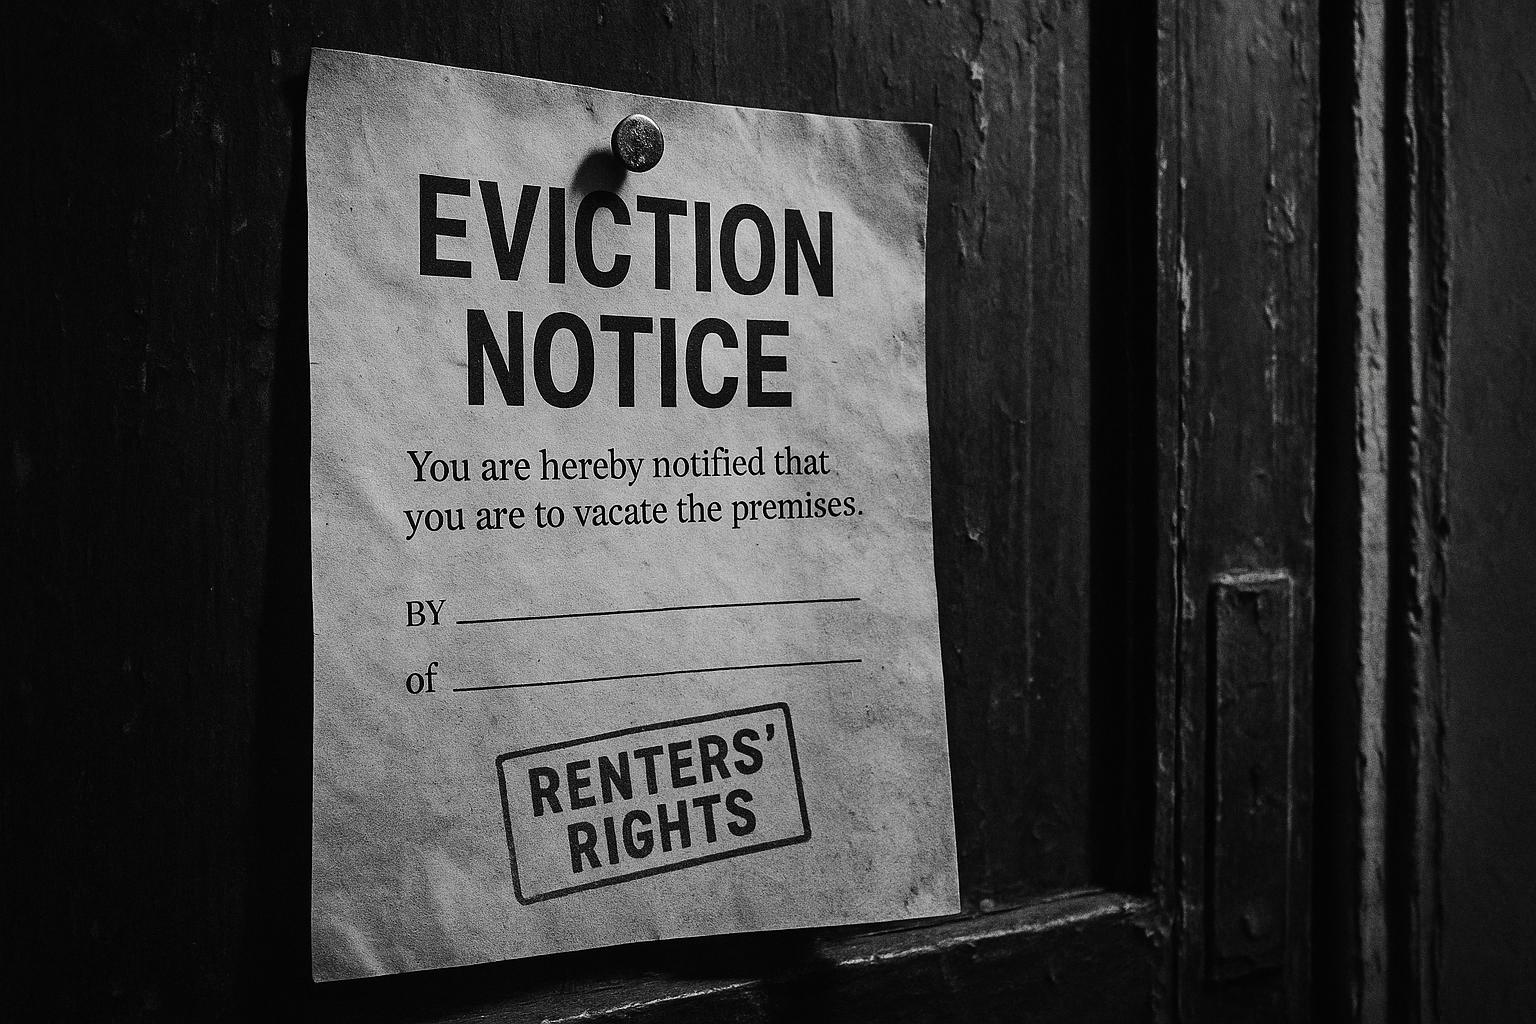 EVICTION
NOTICE
You are hereby notified that
you are to vacate the premises.
BY
of
RENTERS’
RIGHTS